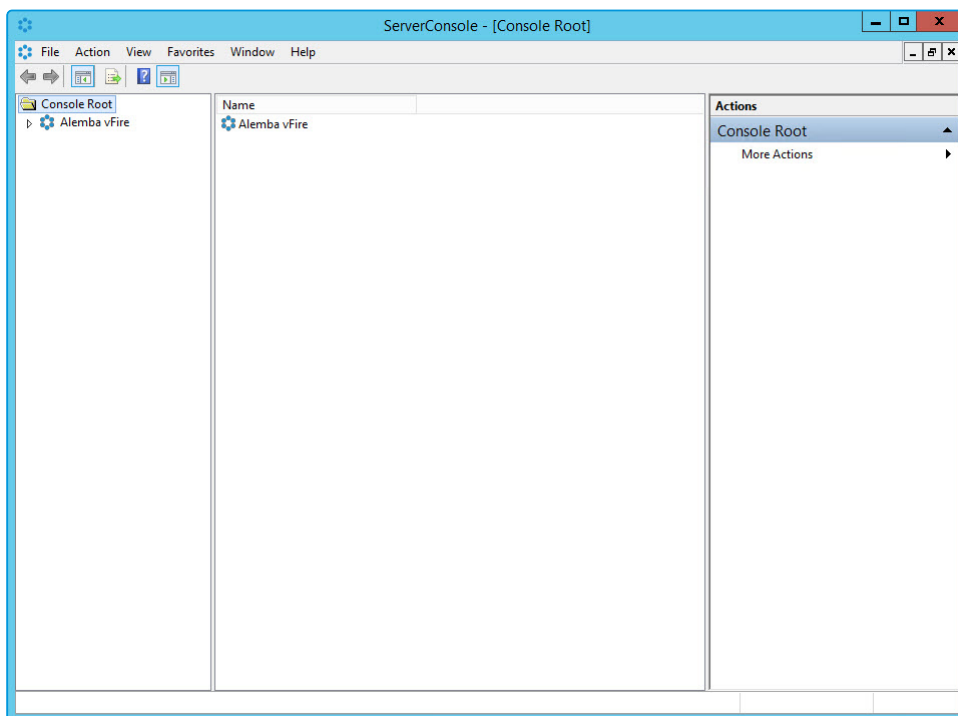 ServerConsole - [Console Root]
File Action View Favorites Window Help
Console Root
Alemba vFire
Name
Alemba vFire
Actions
Console Root
More Actions